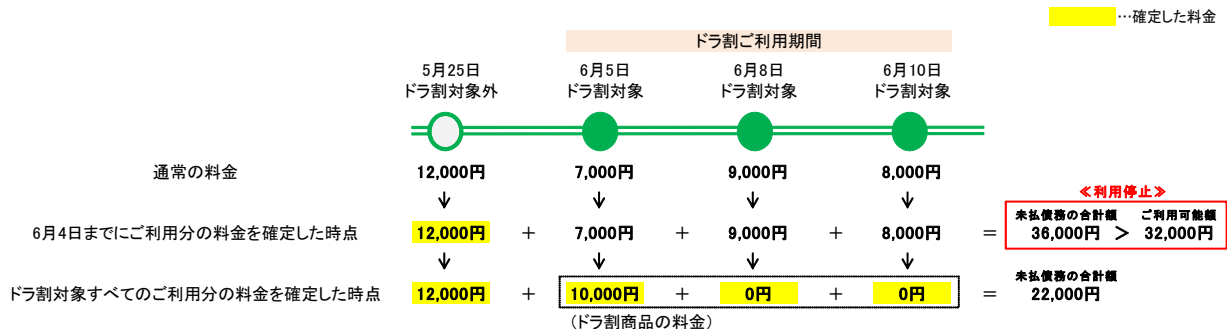 …確定した料金
ドラ割ご利用期間
5月25日 6月5日 6月8日 6月10日
ドラ割対象外 ドラ割対象 ドラ割対象 ドラ割対象
通常の料金 12,000円 7,000円 9,000円 8,000円
↓ ↓ ↓ ↓
≪利用停止≫
未払債務の合計額 ご利用可能額
6月4日までにご利用分の料金を確定した時点 12,000円 + 7,000円 + 9,000円 + 8,000円 = 36,000円 > 32,000円
↓ ↓ ↓ ↓
未払債務の合計額
ドラ割対象すべてのご利用分の料金を確定した時点 12,000円 + 10,000円 + 0円 + 0円 = 22,000円
(ドラ割商品の料金)